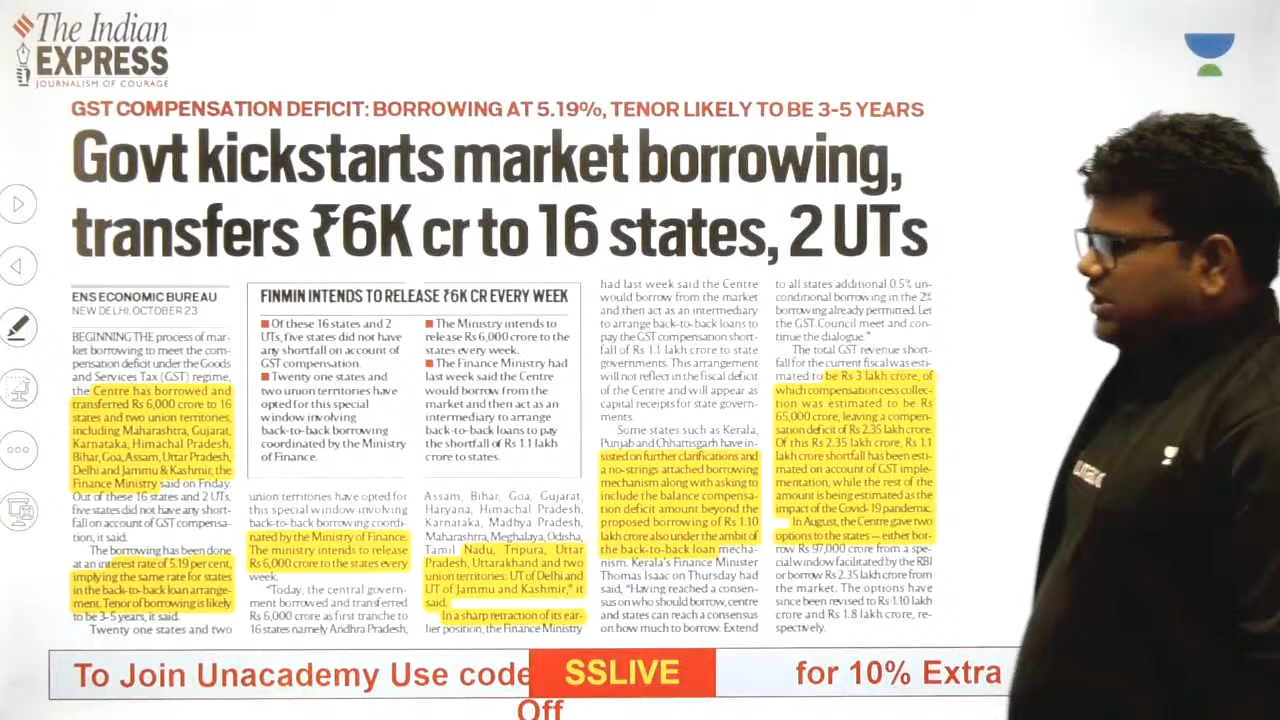 The Indian
EXPRESS
JOURNALISM OF COURAGE
GST COMPENSATION DEFICIT: BORROWING AT 5.19%, TENOR LIKELY TO BE 3-5 YEARS
Govt kickstarts market borrowing,
transfers ₹6K cr to 16 states, 2 UTs
ENS ECONOMIC BUREAU
NEW DELHI, OCTOBER 23
BEGINNING THE process of mar-
ket borrowing to meet the com-
pensation deficit under the Goods
and Services Tax (GST) regime,
the Centre has borrowed and
transferred Rs 6,000 crore to 16
states and two union territories,
including Maharashtra, Gujarat,
Karnataka, Himachal Pradesh,
Bihar, Goa, Assam, Uttar Pradesh,
Delhi and Jammu & Kashmir, the
Finance Ministry said on Friday.
Out of these 16 states and 2 UTs,
five states did not have any short-
fall on account of GST compensa-
tion, it said.
The borrowing has been done
at an interest rate of 5.19 per cent,
implying the same rate for states
in the back-to-back loan arrange-
ment. Tenor of borrowing is likely
to be 3-5 years, it said.
Twenty one states and two
FINMIN INTENDS TO RELEASE ₹6K CR EVERY WEEK
■ Of these 16 states and 2
UTs, five states did not have
any shortfall on account of
GST compensation.
■ Twenty one states and
two union territories have
opted for this special
window involving
back-to-back borrowing
coordinated by the Ministry
of Finance.
■ The Ministry intends to
release Rs 6,000 crore to the
states every week.
■ The Finance Ministry had
last week said the Centre
would borrow from the
market and then act as an
intermediary to arrange
back-to-back loans to pay
the shortfall of Rs 1.1 lakh
crore to states.
union territories have opted for
this special window involving
back-to-back borrowing coordi-
nated by the Ministry of Finance.
The ministry intends to release
Rs 6,000 crore to the states every
week.
"Today, the central govern-
ment borrowed and transferred
Rs 6,000 crore as first tranche to
16 states namely Andhra Pradesh,
Assam, Bihar, Goa, Gujarat,
Haryana, Himachal Pradesh,
Karnataka, Madhya Pradesh,
Maharashtra, Meghalaya, Odisha,
Tamil Nadu, Tripura, Uttar
Pradesh, Uttarakhand and two
union territories: UT of Delhi and
UT of Jammu and Kashmir," it
said.
In a sharp retraction of its ear-
lier position, the Finance Ministry
had last week said the Centre
would borrow from the market
and then act as an intermediary
to arrange back-to-back loans to
pay the GST compensation short-
fall of Rs 1.1 lakh crore to state
governments. This arrangement
will not reflect in the fiscal deficit
of the Centre and will appear as
capital receipts for state govern-
ments.
Some states such as Kerala,
Punjab and Chhattisgarh have in-
sisted on further clarifications and
a no-strings attached borrowing
mechanism along with asking to
include the balance compensa-
tion deficit amount beyond the
proposed borrowing of Rs 1.10
lakh crore also under the ambit of
the back-to-back loan mecha-
nism. Kerala's Finance Minister
Thomas Isaac on Thursday had
said, "Having reached a consen-
sus on who should borrow, centre
and states can reach a consensus
on how much to borrow. Extend
to all states additional 0.5% un-
conditional borrowing in the 2%
borrowing already permitted. Let
the GST Council meet and con-
tinue the dialogue."
The total GST revenue short-
fall for the current fiscal was esti-
mated to be Rs 3 lakh crore, of
which compensation cess collec-
tion was estimated to be Rs
65,000 crore, leaving a compen-
sation deficit of Rs 2.35 lakh crore.
Of this Rs 2.35 lakh crore, Rs 1.1
lakh crore shortfall has been esti-
mated on account of GST imple-
mentation, while the rest of the
amount is being estimated as the
impact of the Covid-19 pandemic.
In August, the Centre gave two
options to the states — either bor-
row Rs 97,000 crore from a spe-
cial window facilitated by the RBI
or borrow Rs 2.35 lakh crore from
the market. The options have
since been revised to Rs 1.10 lakh
crore and Rs 1.8 lakh crore, re-
spectively.
To Join Unacademy Use code SSLIVE for 10% Extra
Off